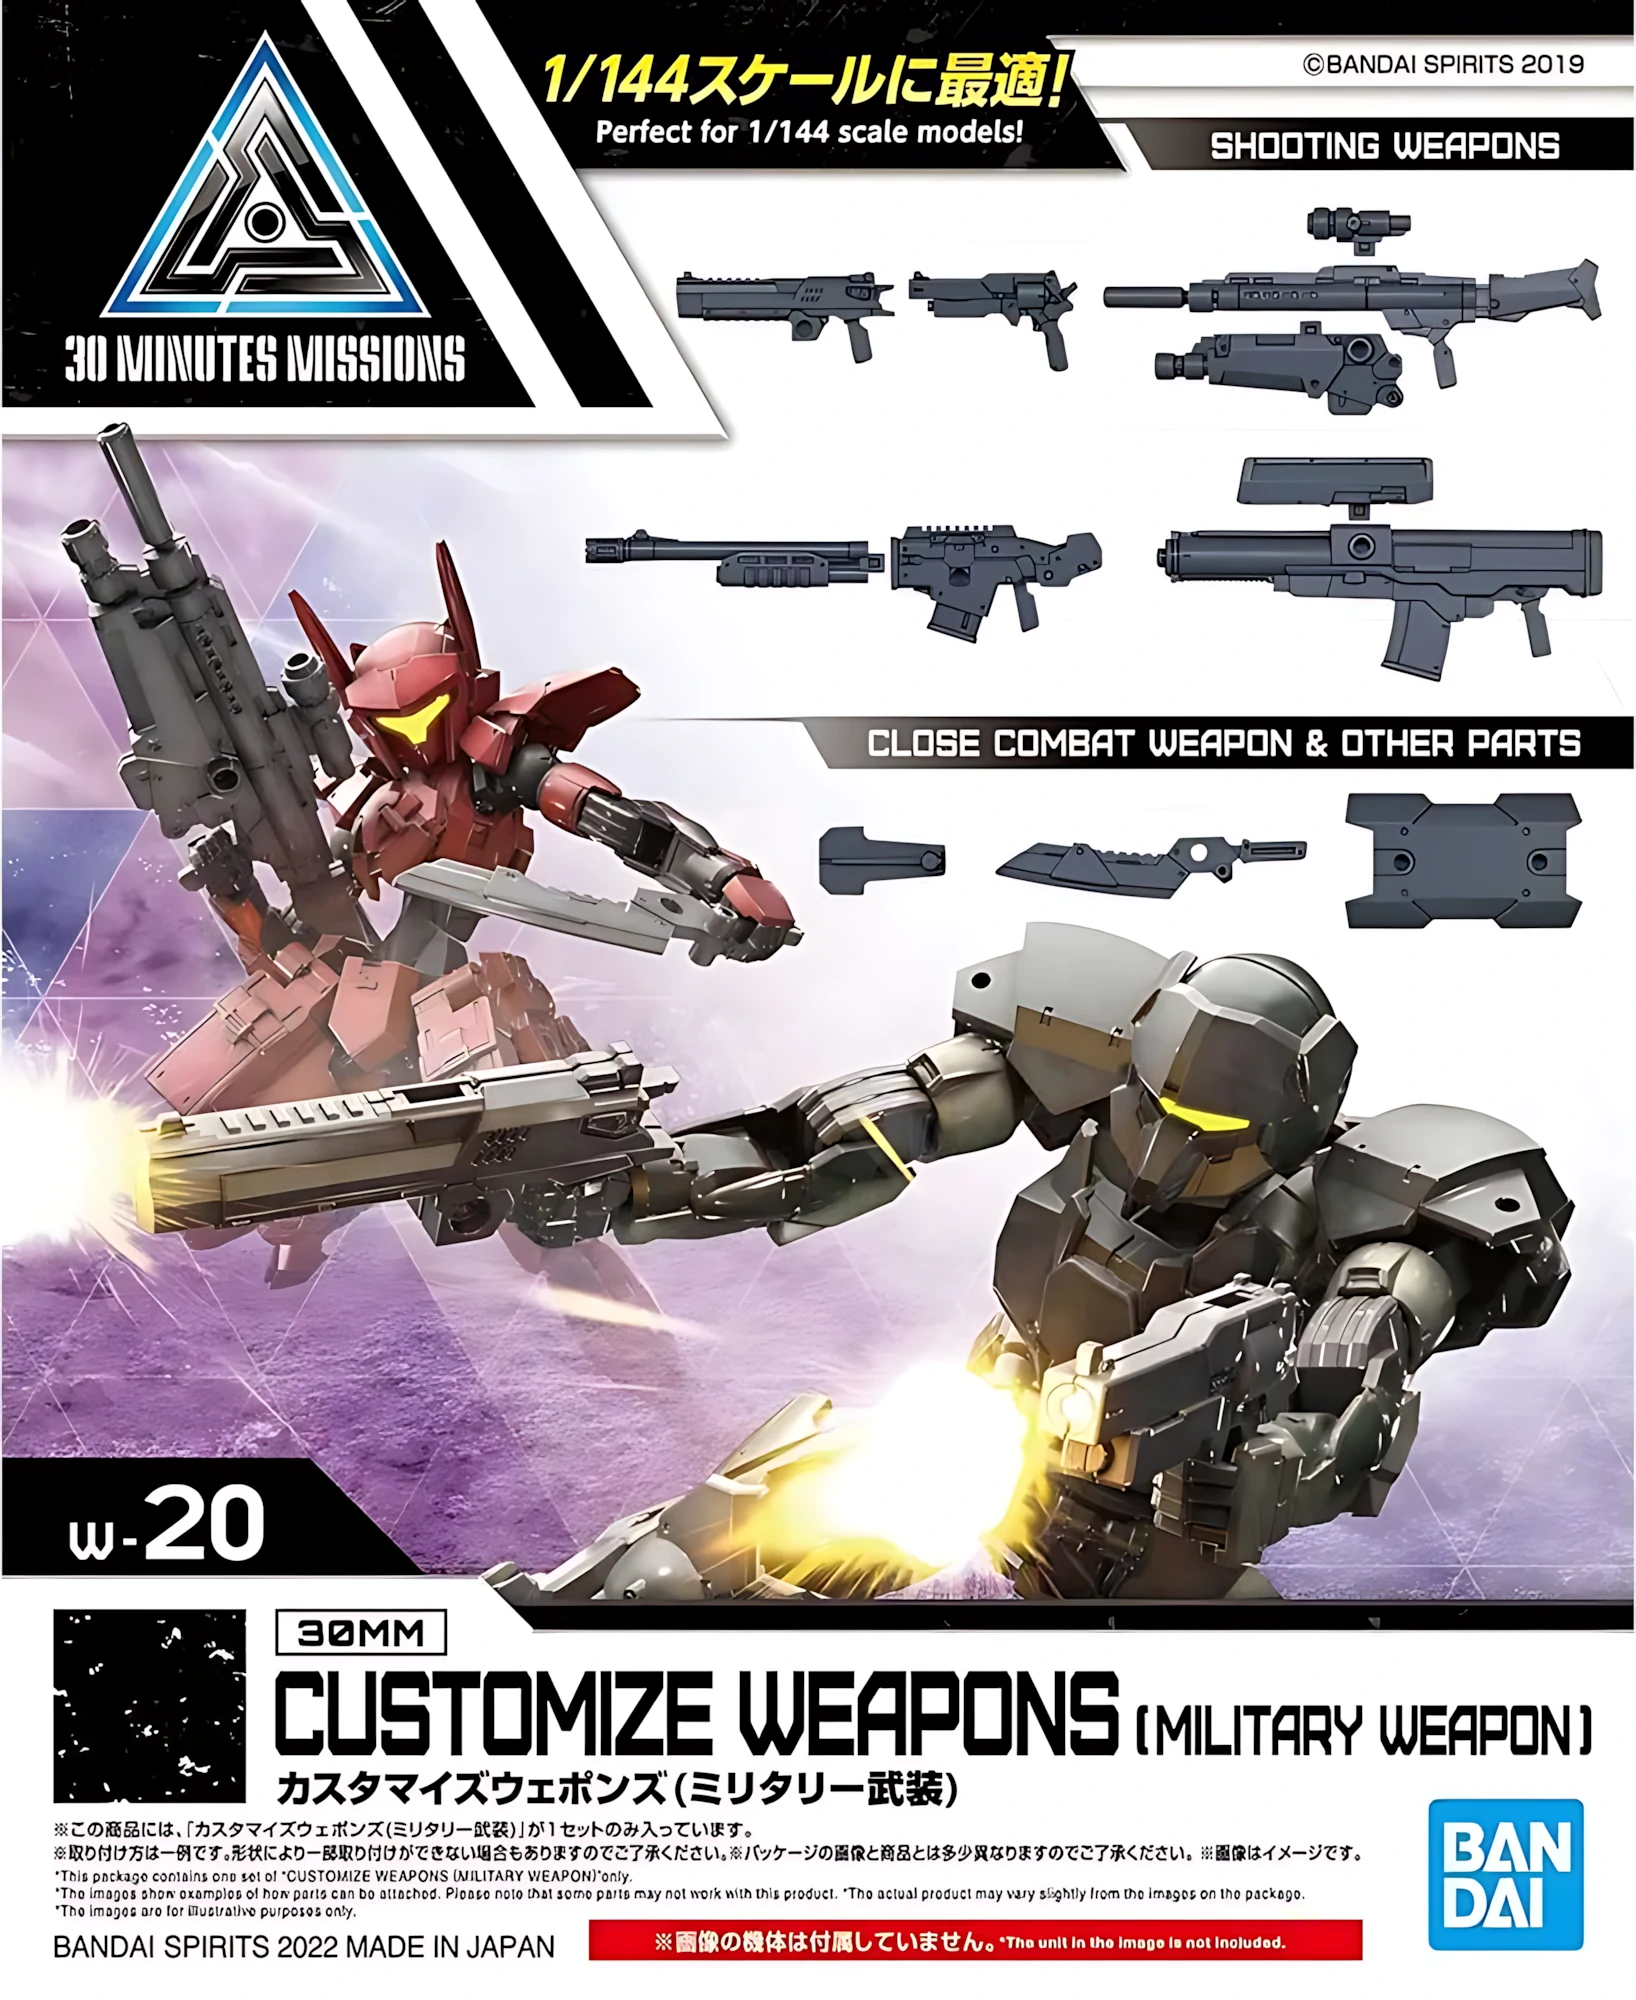 30 MINUTES MISSIONS
1/144スケールに最適!
Perfect for 1/144 scale models!
©BANDAI SPIRITS 2019
SHOOTING WEAPONS
CLOSE COMBAT WEAPON & OTHER PARTS
W-20
30MM
CUSTOMIZE WEAPONS (MILITARY WEAPON)
カスタマイズウェポンズ(ミリタリー武装)
※この商品には、「カスタマイズウェポンズ(ミリタリー武装)」が1セットのみ入っています。
※取り付け方は一例です。形状により一部取り付けができない場合もありますのでご了承ください。※パッケージの画像と商品とは多少異なりますのでご了承ください。 ※画像はイメージです。
*This package contains one set of "CUSTOMIZE WEAPONS (MILITARY WEAPON)"only.
*The images show examples of how parts can be attached. Please note that some parts may not work with this product. *The actual product may vary slightly from the images on the package.
*The images are for illustrative purposes only.
BANDAI SPIRITS 2022 MADE IN JAPAN
※画像の機体は付属していません。*The unit in the image is not included.
BAN
DAI